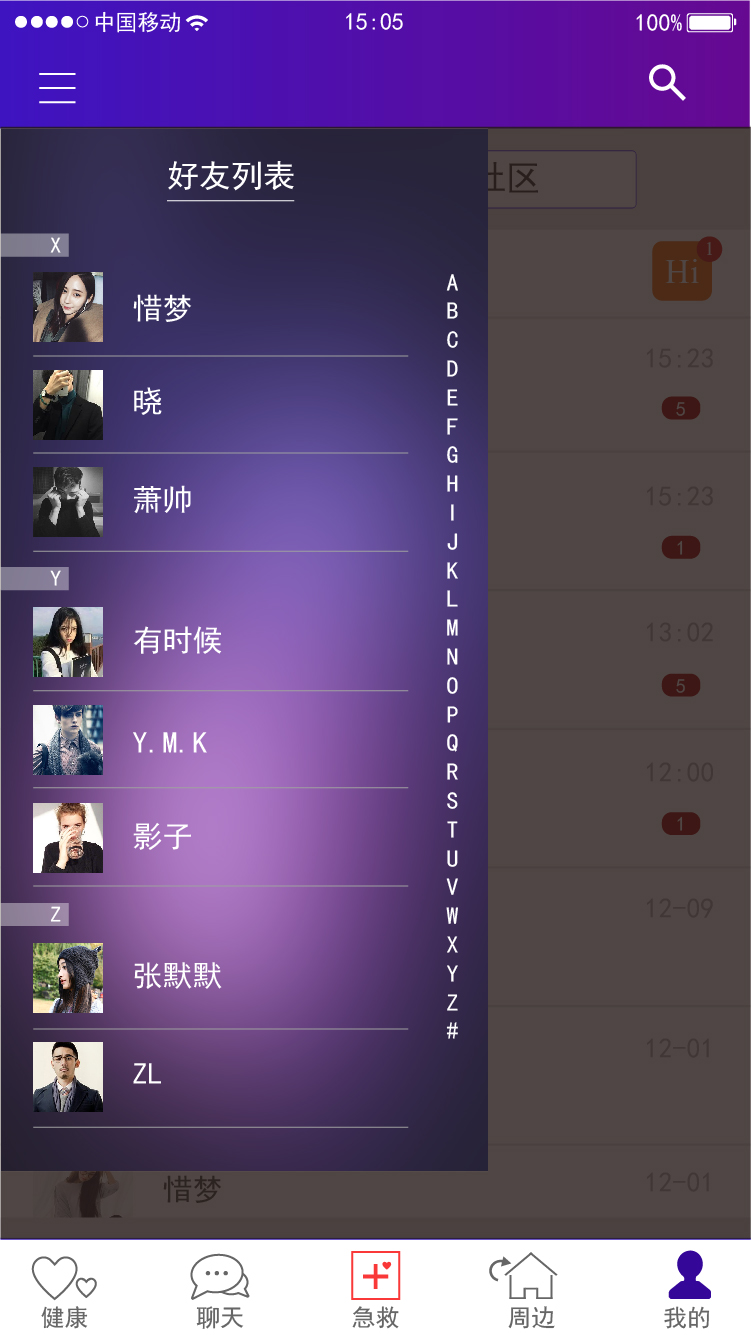 中国移动 15:05 100%
好友列表
社区
X
Hi 1
惜梦
15:23
晓
5
萧帅
15:23
1
Y
有时候
13:02
5
Y.M.K
12:00
影子
1
Z
12-09
张默默
12-01
ZL
惜梦 12-01
A
B
C
D
E
F
G
H
I
J
K
L
M
N
O
P
Q
R
S
T
U
V
W
X
Y
Z
#
健康 聊天 急救 周边 我的